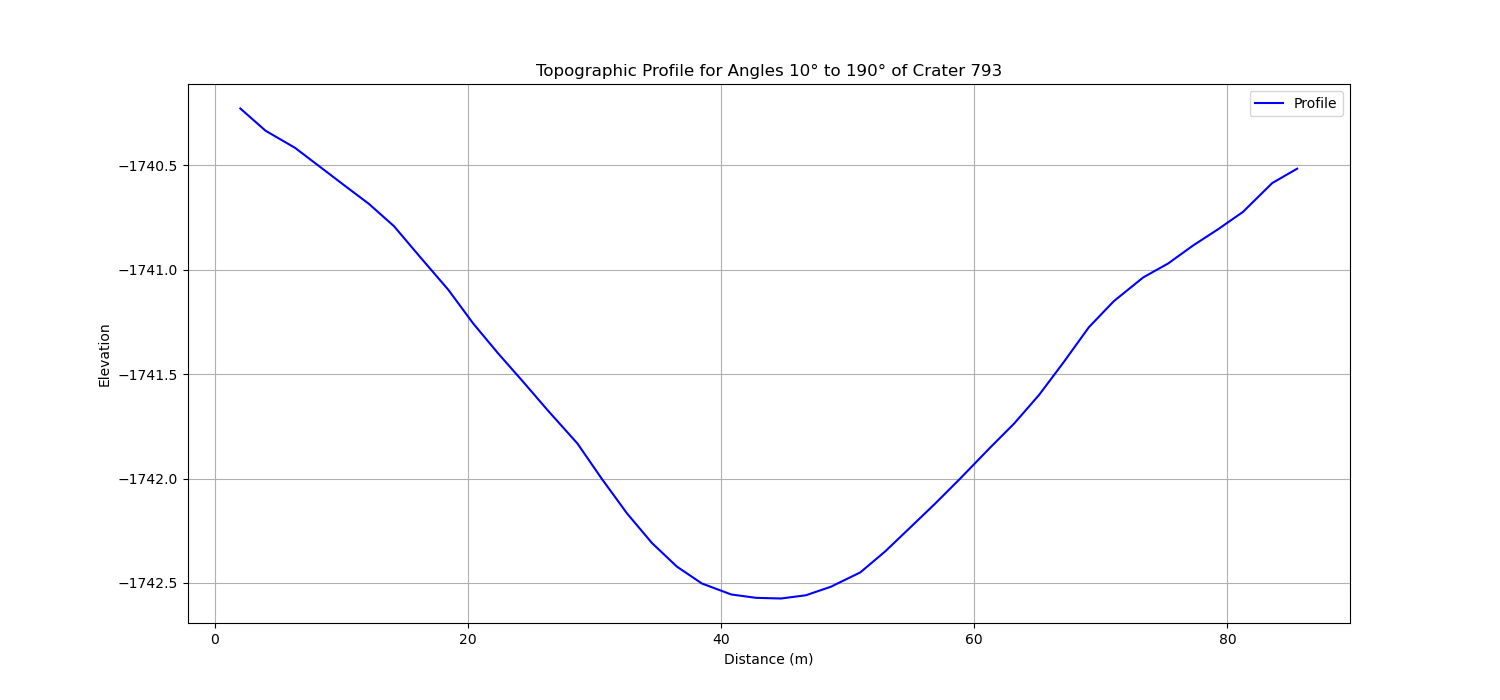 Topographic Profile for Angles 10° to 190° of Crater 793
Profile
−1740.5
−1741.0
−1741.5
−1742.0
−1742.5
Elevation
0 20 40 60 80
Distance (m)